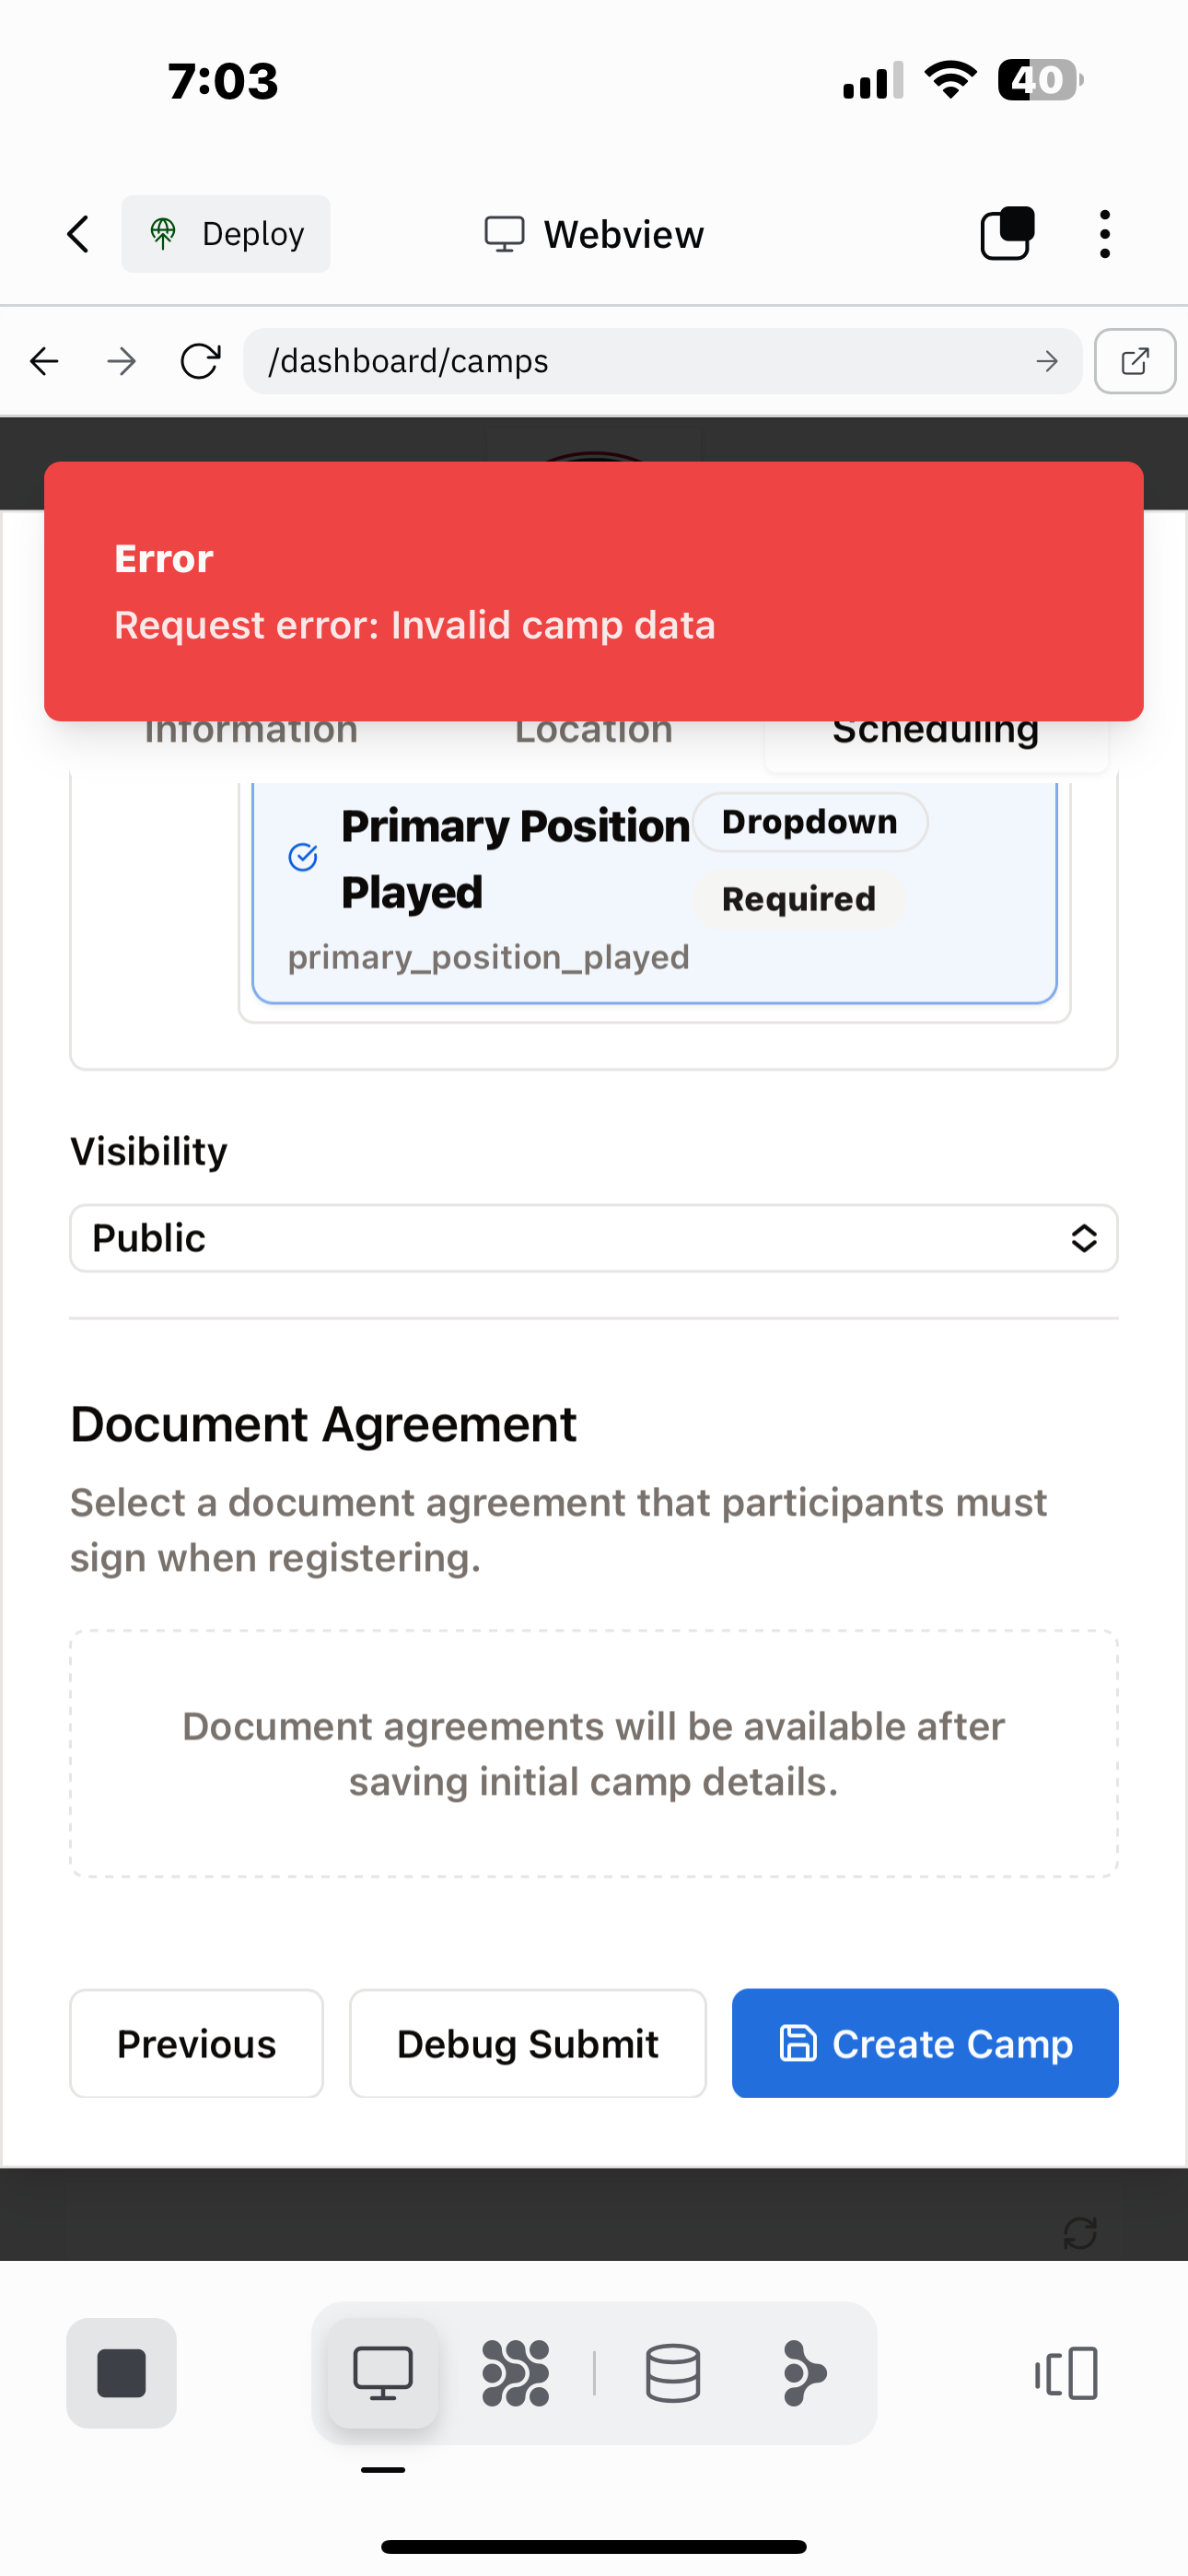 7:03
40
Deploy
Webview
/dashboard/camps
Error
Request error: Invalid camp data
Information
Location
Scheduling
Primary Position
Played
Dropdown
Required
primary_position_played
Visibility
Public
Document Agreement
Select a document agreement that participants must
sign when registering.
Document agreements will be available after
saving initial camp details.
Previous
Debug Submit
Create Camp